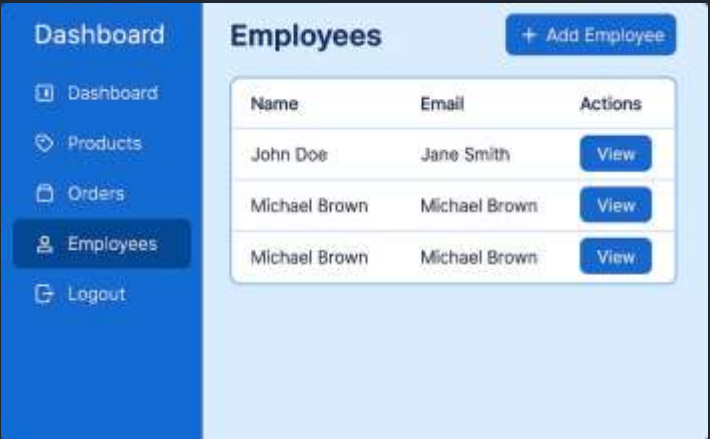 Dashboard
Dashboard
Products
Orders
Employees
Logout
Employees
+ Add Employee
Name Email Actions
John Doe Jane Smith View
Michael Brown Michael Brown View
Michael Brown Michael Brown View